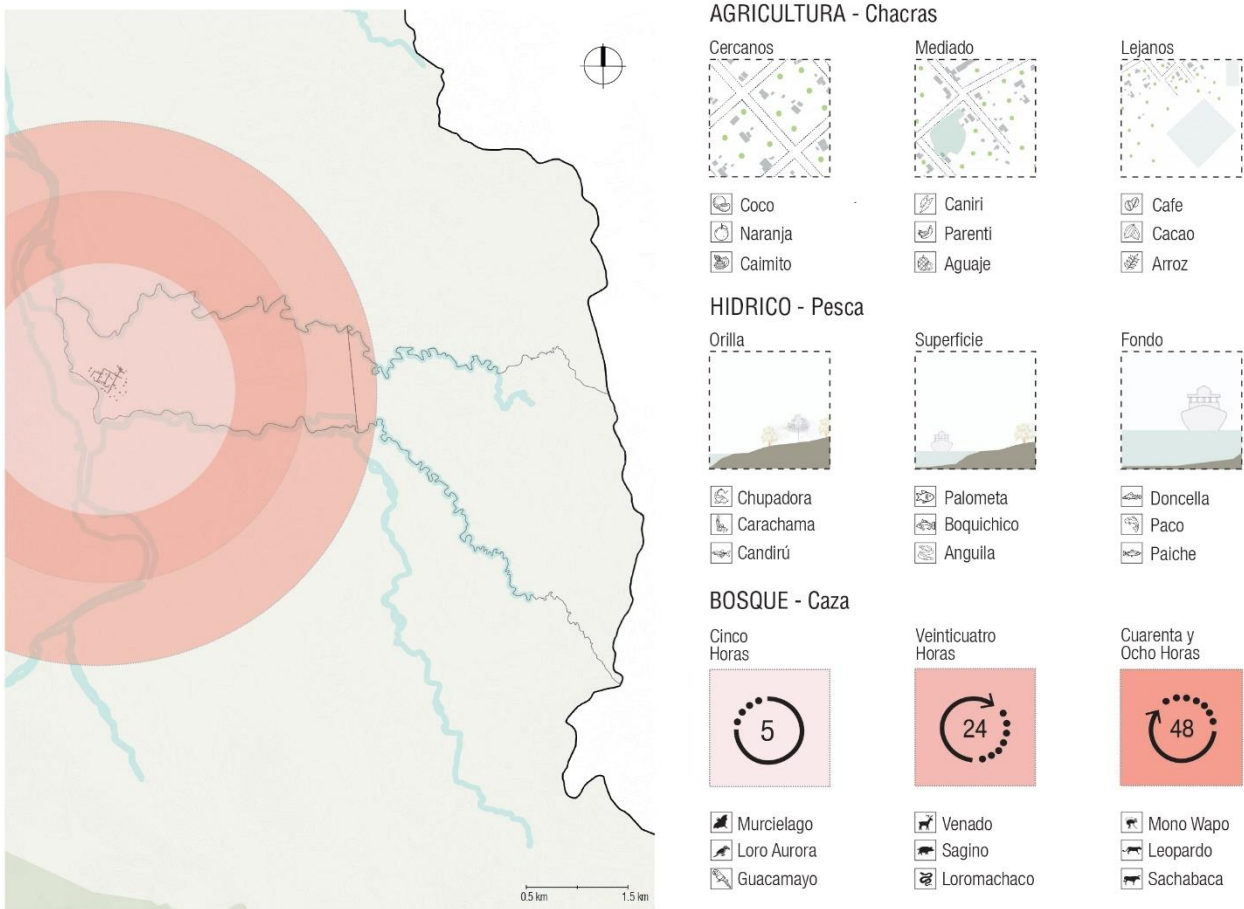 AGRICULTURA - Chacras
Cercanos
Mediado
Lejanos
Coco
Naranja
Caimito
Caniri
Parenti
Aguaje
Cafe
Cacao
Arroz
HIDRICO - Pesca
Orilla
Superficie
Fondo
Chupadora
Carachama
Candirú
Palometa
Boquichico
Anguila
Doncella
Paco
Paiche
BOSQUE - Caza
Cinco
Horas
Veinticuatro
Horas
Cuarenta y
Ocho Horas
5
24
48
Murcielago
Loro Aurora
Guacamayo
Venado
Sagino
Loromachaco
Mono Wapo
Leopardo
Sachabaca
0.5 km
1.5 km